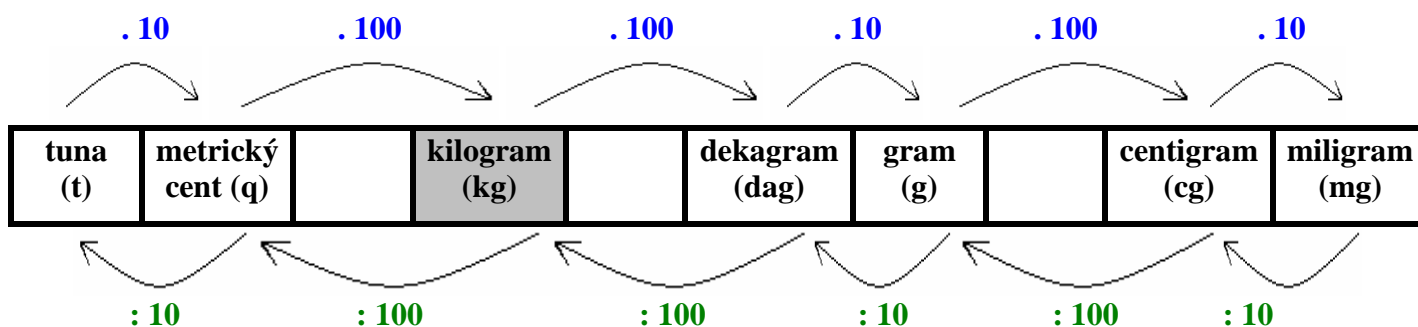 . 10 . 100 . 100 . 10 . 100 . 10
tuna metrický kilogram dekagram gram centigram miligram
(t) cent (q) (kg) (dag) (g) (cg) (mg)
: 10 : 100 : 100 : 10 : 100 : 10